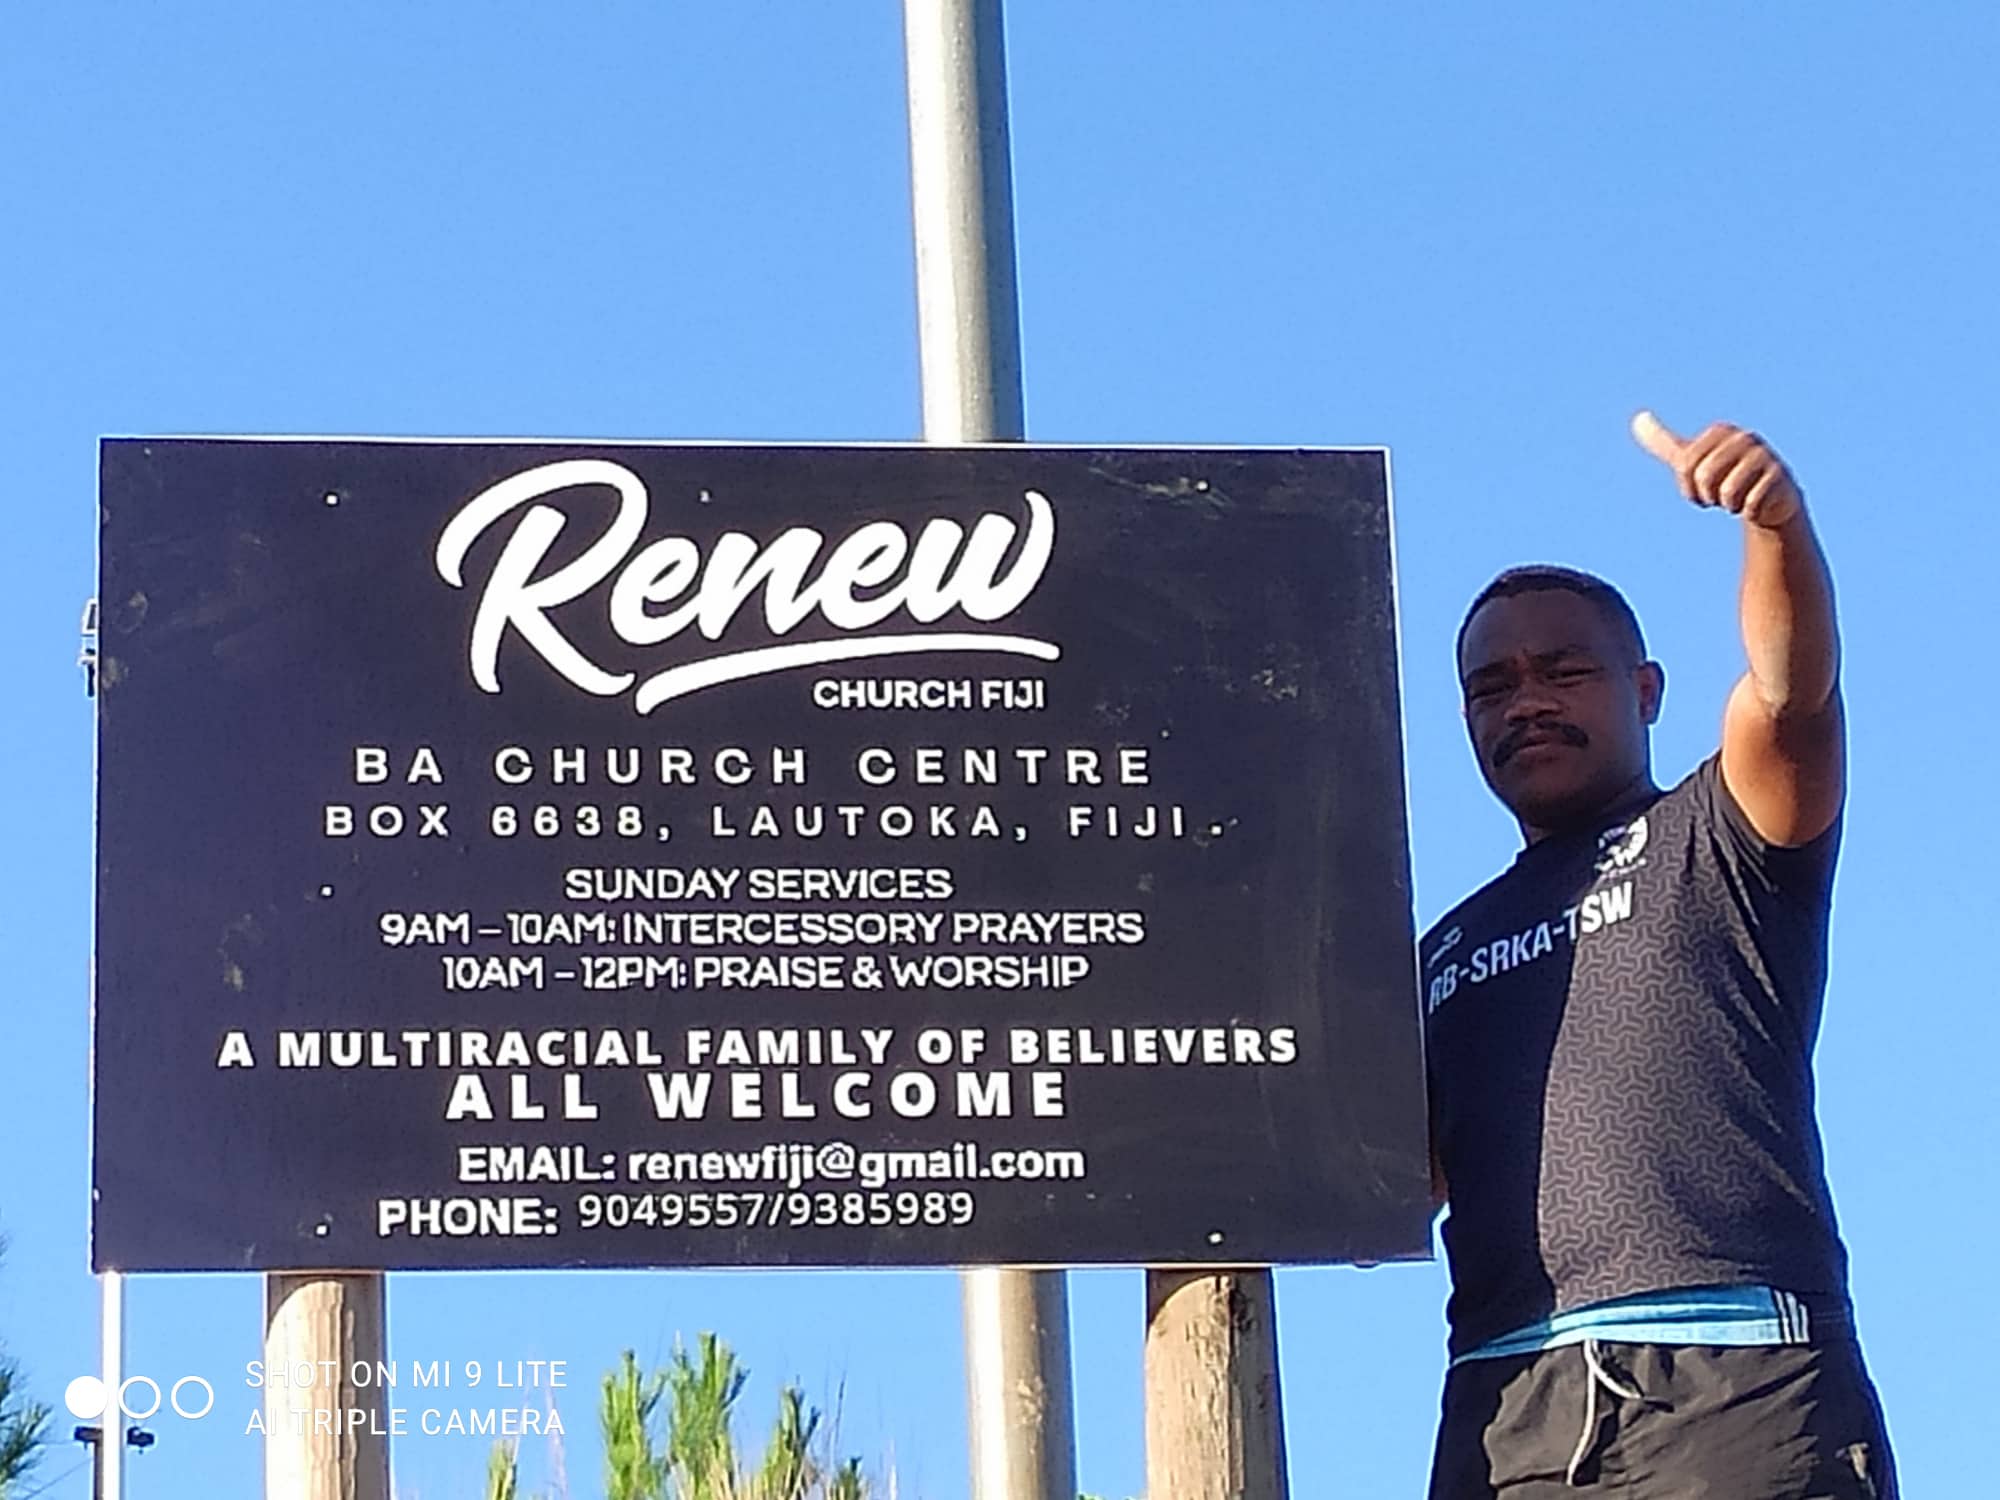 Renew
CHURCH FIJI
BA CHURCH CENTRE
BOX 6638, LAUTOKA, FIJI.
SUNDAY SERVICES
9AM – 10AM: INTERCESSORY PRAYERS
10AM – 12PM: PRAISE & WORSHIP
A MULTIRACIAL FAMILY OF BELIEVERS
ALL WELCOME
EMAIL: renewfiji@gmail.com
PHONE: 9049557/9385989
RB-SRKA-TSW
SHOT ON MI 9 LITE
AI TRIPLE CAMERA